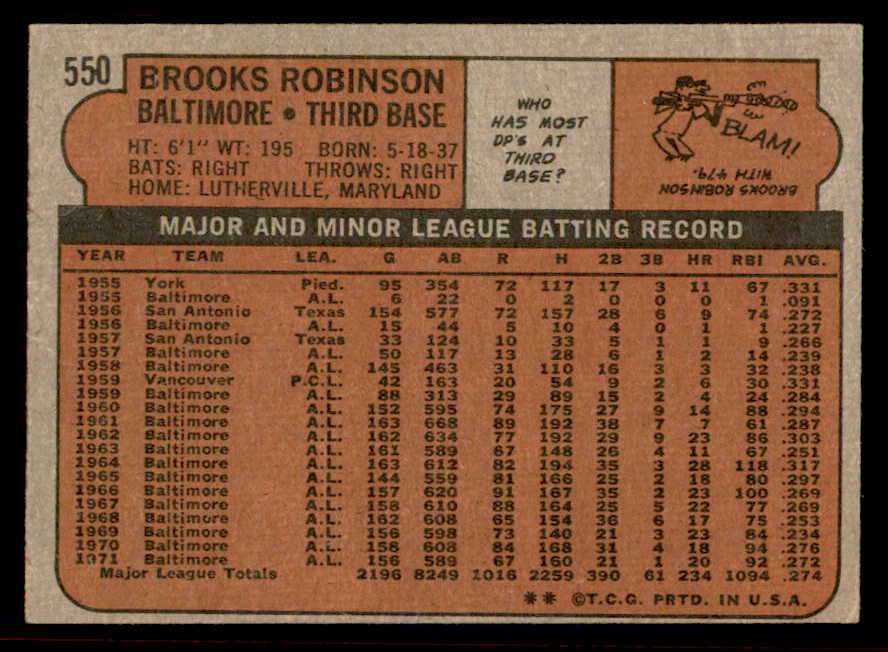 550
BROOKS ROBINSON
BALTIMORE • THIRD BASE
HT: 6'1" WT: 195 BORN: 5-18-37
BATS: RIGHT THROWS: RIGHT
HOME: LUTHERVILLE, MARYLAND
WHO
HAS MOST
DP'S AT
THIRD
BASE?
BLAM!
BROOKS ROBINSON
WITH 479.
MAJOR AND MINOR LEAGUE BATTING RECORD
YEAR TEAM LEA. G AB R H 2B 3B HR RBI AVG.
1955 York Pied. 95 354 72 117 17 3 11 67 .331
1955 Baltimore A.L. 6 22 0 2 0 0 0 1 .091
1956 San Antonio Texas 154 577 72 157 28 6 9 74 .272
1956 Baltimore A.L. 15 44 5 10 4 0 1 1 .227
1957 San Antonio Texas 33 124 10 33 5 1 1 9 .266
1957 Baltimore A.L. 50 117 13 28 6 1 2 14 .239
1958 Baltimore A.L. 145 463 31 110 16 3 3 32 .238
1959 Vancouver P.C.L. 42 163 20 54 9 2 6 30 .331
1959 Baltimore A.L. 88 313 29 89 15 2 4 24 .284
1960 Baltimore A.L. 152 595 74 175 27 9 14 88 .294
1961 Baltimore A.L. 163 668 89 192 38 7 7 61 .287
1962 Baltimore A.L. 162 634 77 192 29 9 23 86 .303
1963 Baltimore A.L. 161 589 67 148 26 4 11 67 .251
1964 Baltimore A.L. 163 612 82 194 35 3 28 118 .317
1965 Baltimore A.L. 144 559 81 166 25 2 18 80 .297
1966 Baltimore A.L. 157 620 91 167 35 2 23 100 .269
1967 Baltimore A.L. 158 610 88 164 25 5 22 77 .269
1968 Baltimore A.L. 162 608 65 154 36 6 17 75 .253
1969 Baltimore A.L. 156 598 73 140 21 3 23 84 .234
1970 Baltimore A.L. 158 608 84 168 31 4 18 94 .276
1971 Baltimore A.L. 156 589 67 160 21 1 20 92 .272
Major League Totals 2196 8249 1016 2259 390 61 234 1094 .274
** ©T.C.G. PRTD. IN U.S.A.